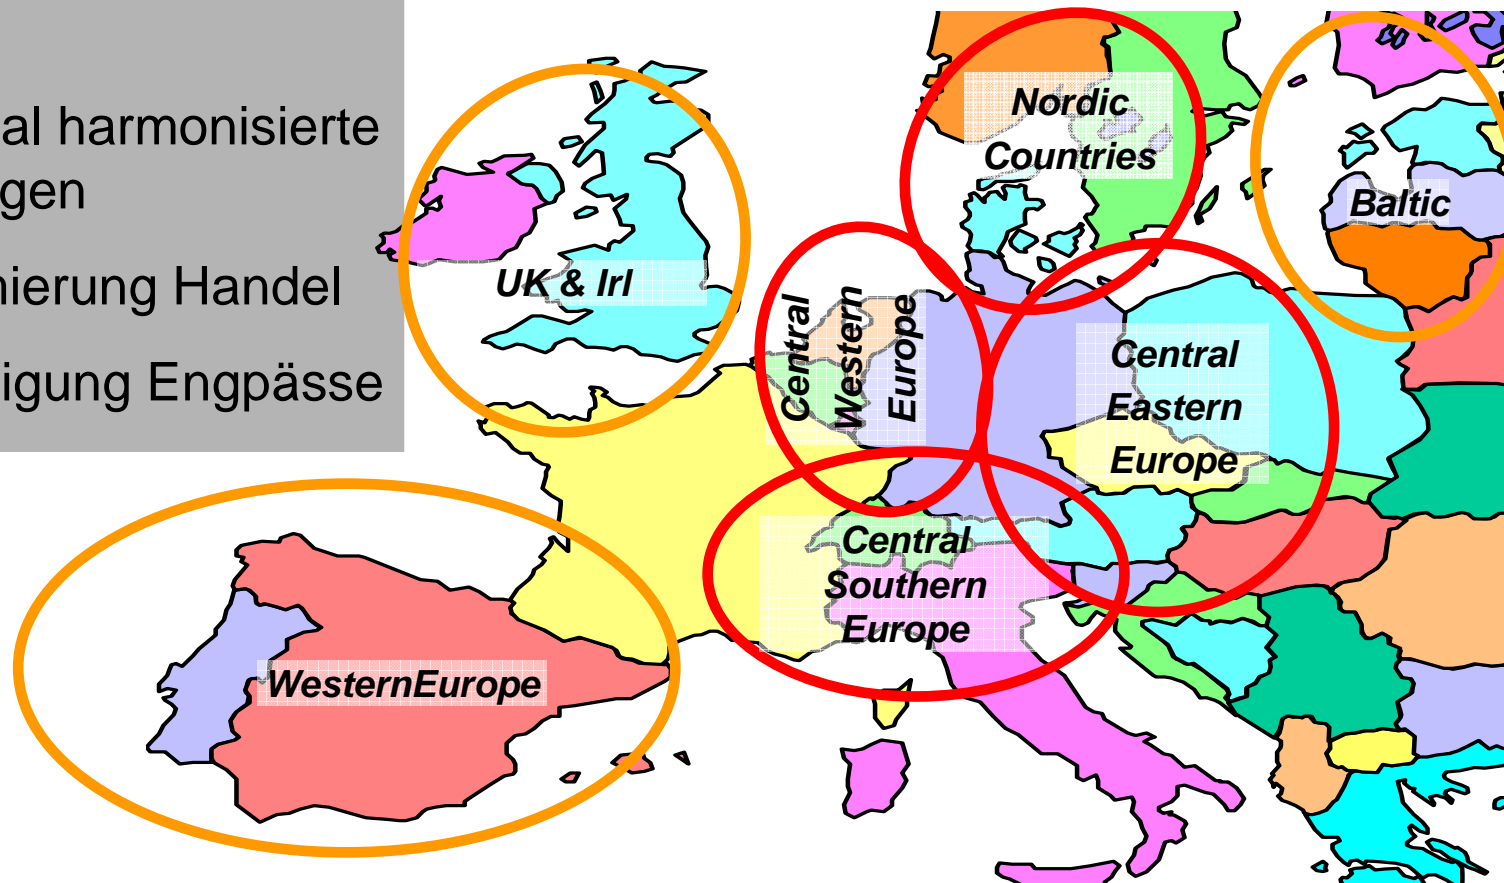 al harmonisierte
gen
nierung Handel
igung Engpässe
Nordic
Countries
Baltic
UK & Irl
Central
Western
Europe
Central
Eastern
Europe
Central
Southern
Europe
WesternEurope